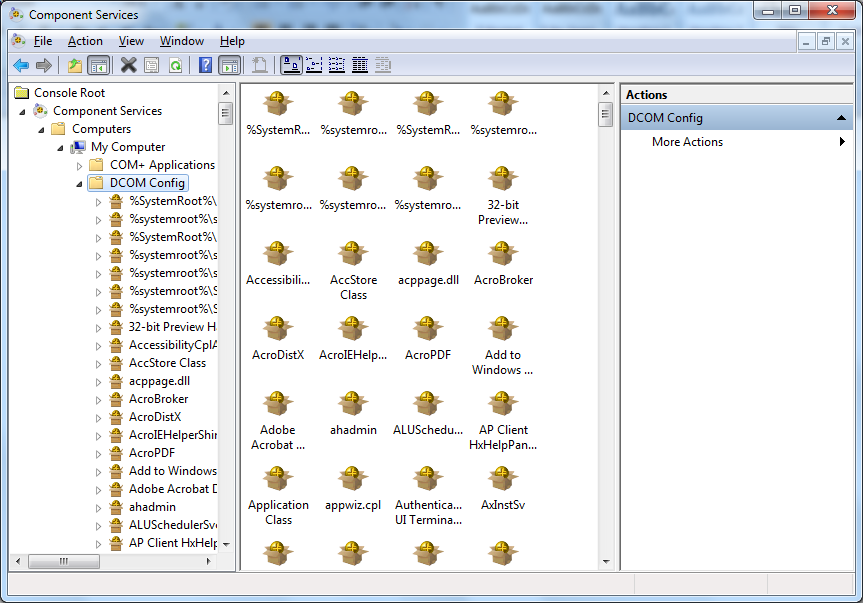 Component Services
File Action View Window Help
Console Root
Component Services
Computers
My Computer
COM+ Applications
DCOM Config
%SystemRoot%\
%systemroot%\s
%SystemRoot%\
%systemroot%\s
%systemroot%\s
%systemroot%\S
%systemroot%\S
32-bit Preview H
AccessibilityCplA
AccStore Class
acppage.dll
AcroBroker
AcroDistX
AcroIEHelperShir
AcroPDF
Add to Windows
Adobe Acrobat D
ahadmin
ALUSchedulerSv
AP Client HxHelp
%SystemR... %systemro... %SystemR... %systemro...
%systemro... %systemro... %systemro... 32-bit
Preview...
Accessibili... AccStore acppage.dll AcroBroker
Class
AcroDistX AcroIEHelp... AcroPDF Add to
Windows ...
Adobe ahadmin ALUSchedu... AP Client
Acrobat ... HxHelpPan...
Application appwiz.cpl Authentica... AxInstSv
Class UI Termina...
Actions
DCOM Config
More Actions